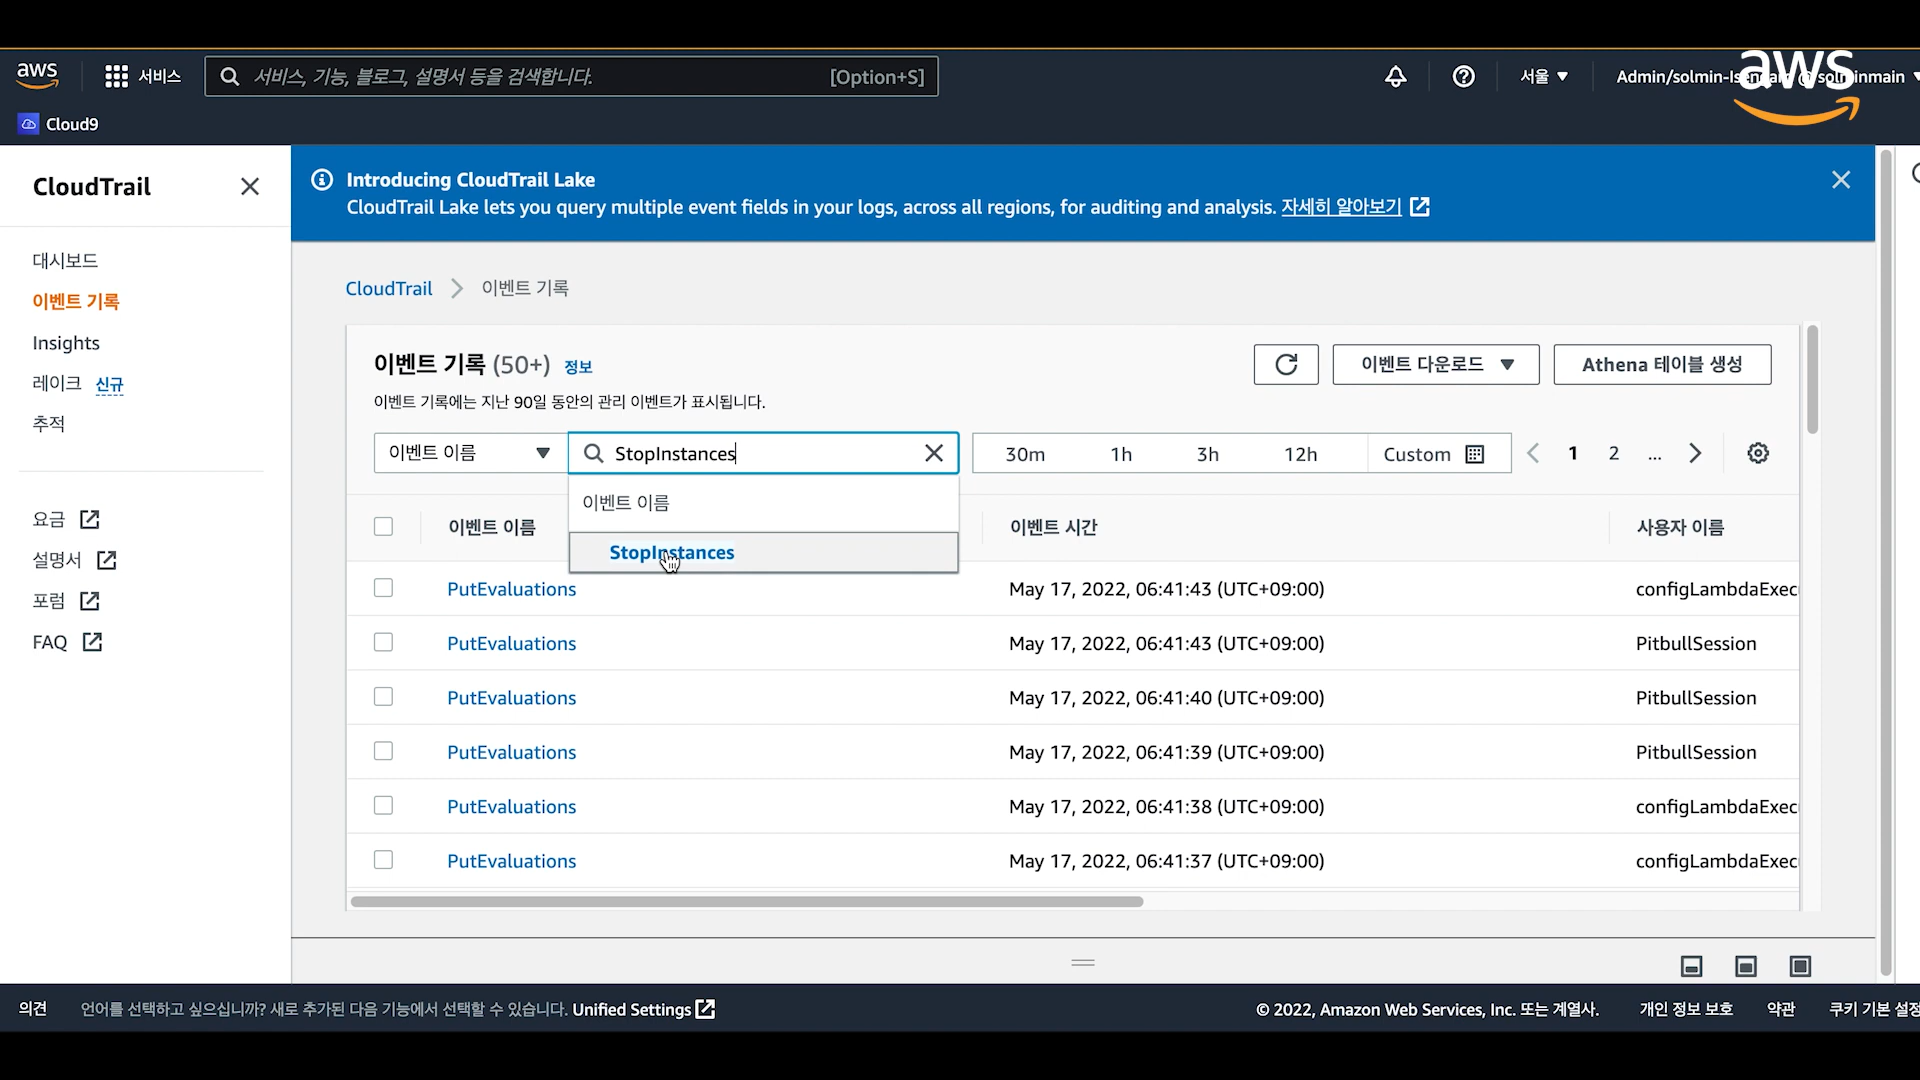 aws
서비스
서비스, 기능, 블로그, 설명서 등을 검색합니다.
[Option+S]
서울
Admin/solmin-Isengard @ solminmain
aws
Cloud9
CloudTrail
대시보드
이벤트 기록
Insights
레이크 신규
추적
요금
설명서
포럼
FAQ
Introducing CloudTrail Lake
CloudTrail Lake lets you query multiple event fields in your logs, across all regions, for auditing and analysis. 자세히 알아보기
CloudTrail 이벤트 기록
이벤트 기록 (50+) 정보
이벤트 다운로드
Athena 테이블 생성
이벤트 기록에는 지난 90일 동안의 관리 이벤트가 표시됩니다.
이벤트 이름
StopInstances
30m 1h 3h 12h Custom
1 2 ...
이벤트 이름
StopInstances
이벤트 이름 이벤트 시간 사용자 이름
PutEvaluations May 17, 2022, 06:41:43 (UTC+09:00) configLambdaExec
PutEvaluations May 17, 2022, 06:41:43 (UTC+09:00) PitbullSession
PutEvaluations May 17, 2022, 06:41:40 (UTC+09:00) PitbullSession
PutEvaluations May 17, 2022, 06:41:39 (UTC+09:00) PitbullSession
PutEvaluations May 17, 2022, 06:41:38 (UTC+09:00) configLambdaExec
PutEvaluations May 17, 2022, 06:41:37 (UTC+09:00) configLambdaExec
의견 언어를 선택하고 싶으십니까? 새로 추가된 다음 기능에서 선택할 수 있습니다. Unified Settings
© 2022, Amazon Web Services, Inc. 또는 계열사. 개인 정보 보호 약관 쿠키 기본 설정